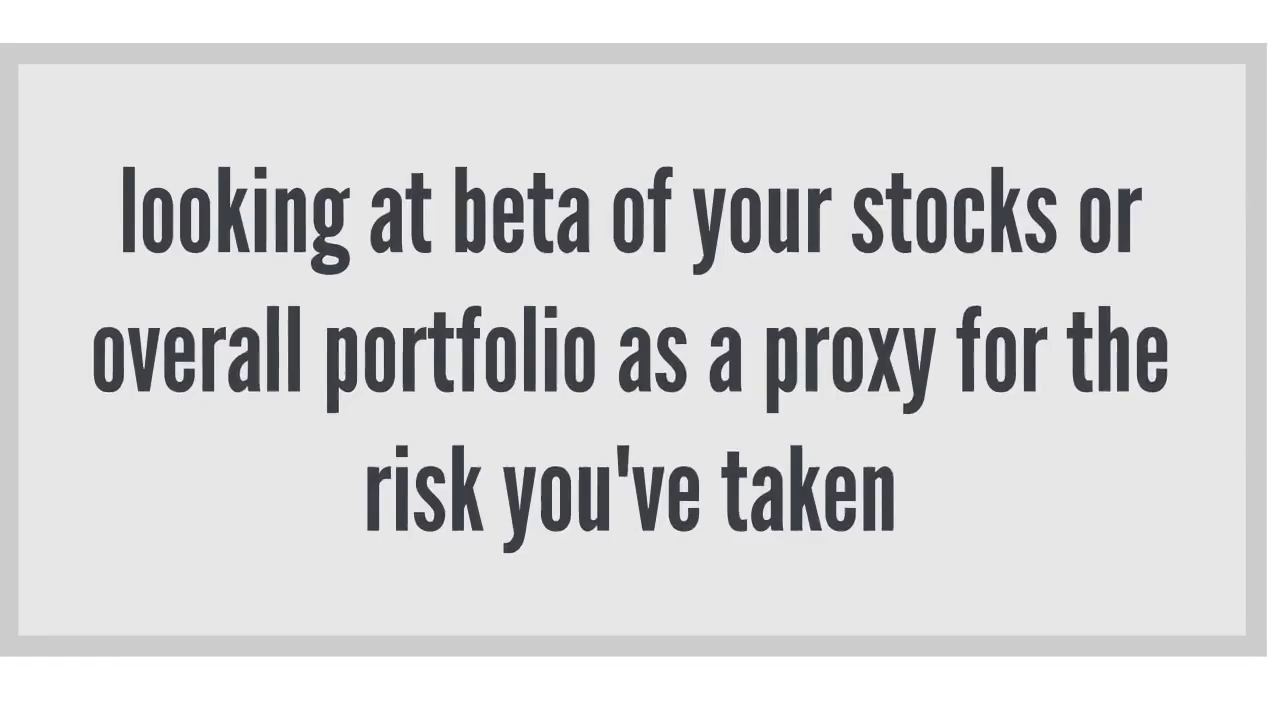 looking at beta of your stocks or
overall portfolio as a proxy for the
risk you've taken